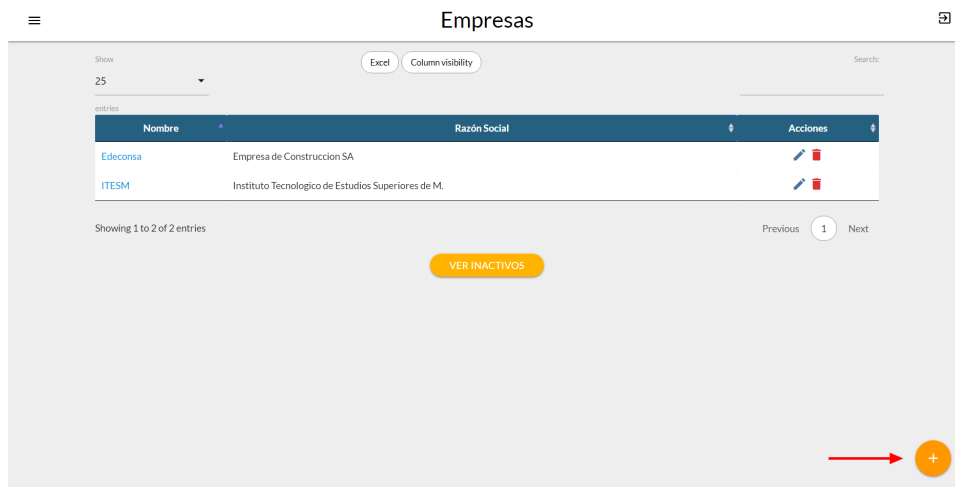 Empresas
Show
25
entries
Excel Column visibility
Search:
Nombre Razón Social Acciones
Edeconsa Empresa de Construccion SA
ITESM Instituto Tecnologico de Estudios Superiores de M.
Showing 1 to 2 of 2 entries
Previous 1 Next
VER INACTIVOS
+